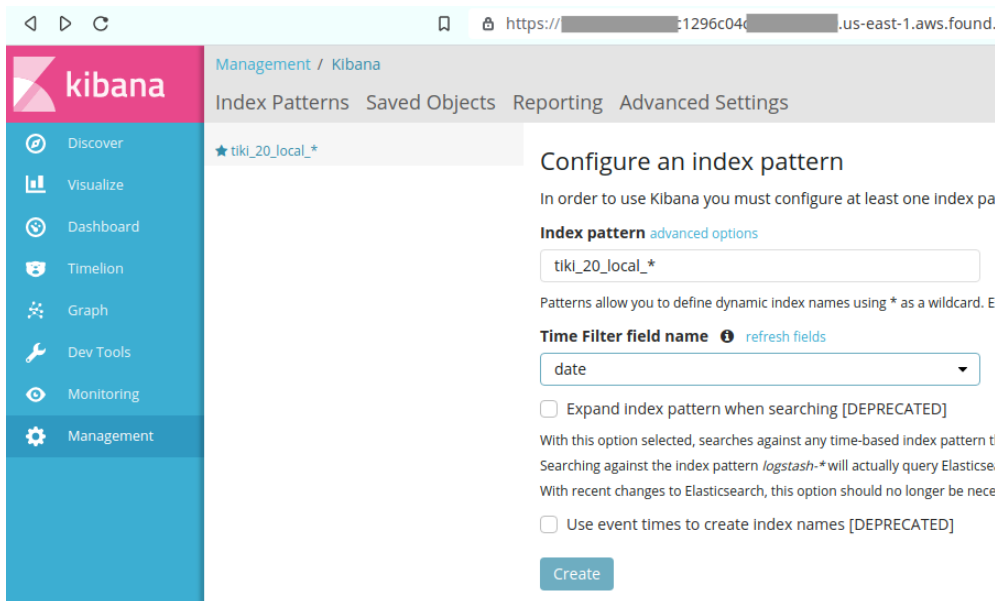 https:// :1296c04 .us-east-1.aws.found.
kibana
Management / Kibana
Index Patterns Saved Objects Reporting Advanced Settings
Discover
Visualize
Dashboard
Timelion
Graph
Dev Tools
Monitoring
Management
tiki_20_local_*
Configure an index pattern
In order to use Kibana you must configure at least one index pa
Index pattern advanced options
tiki_20_local_*
Patterns allow you to define dynamic index names using * as a wildcard. E
Time Filter field name refresh fields
date
Expand index pattern when searching [DEPRECATED]
With this option selected, searches against any time-based index pattern t
Searching against the index pattern logstash-* will actually query Elasticse
With recent changes to Elasticsearch, this option should no longer be nece
Use event times to create index names [DEPRECATED]
Create